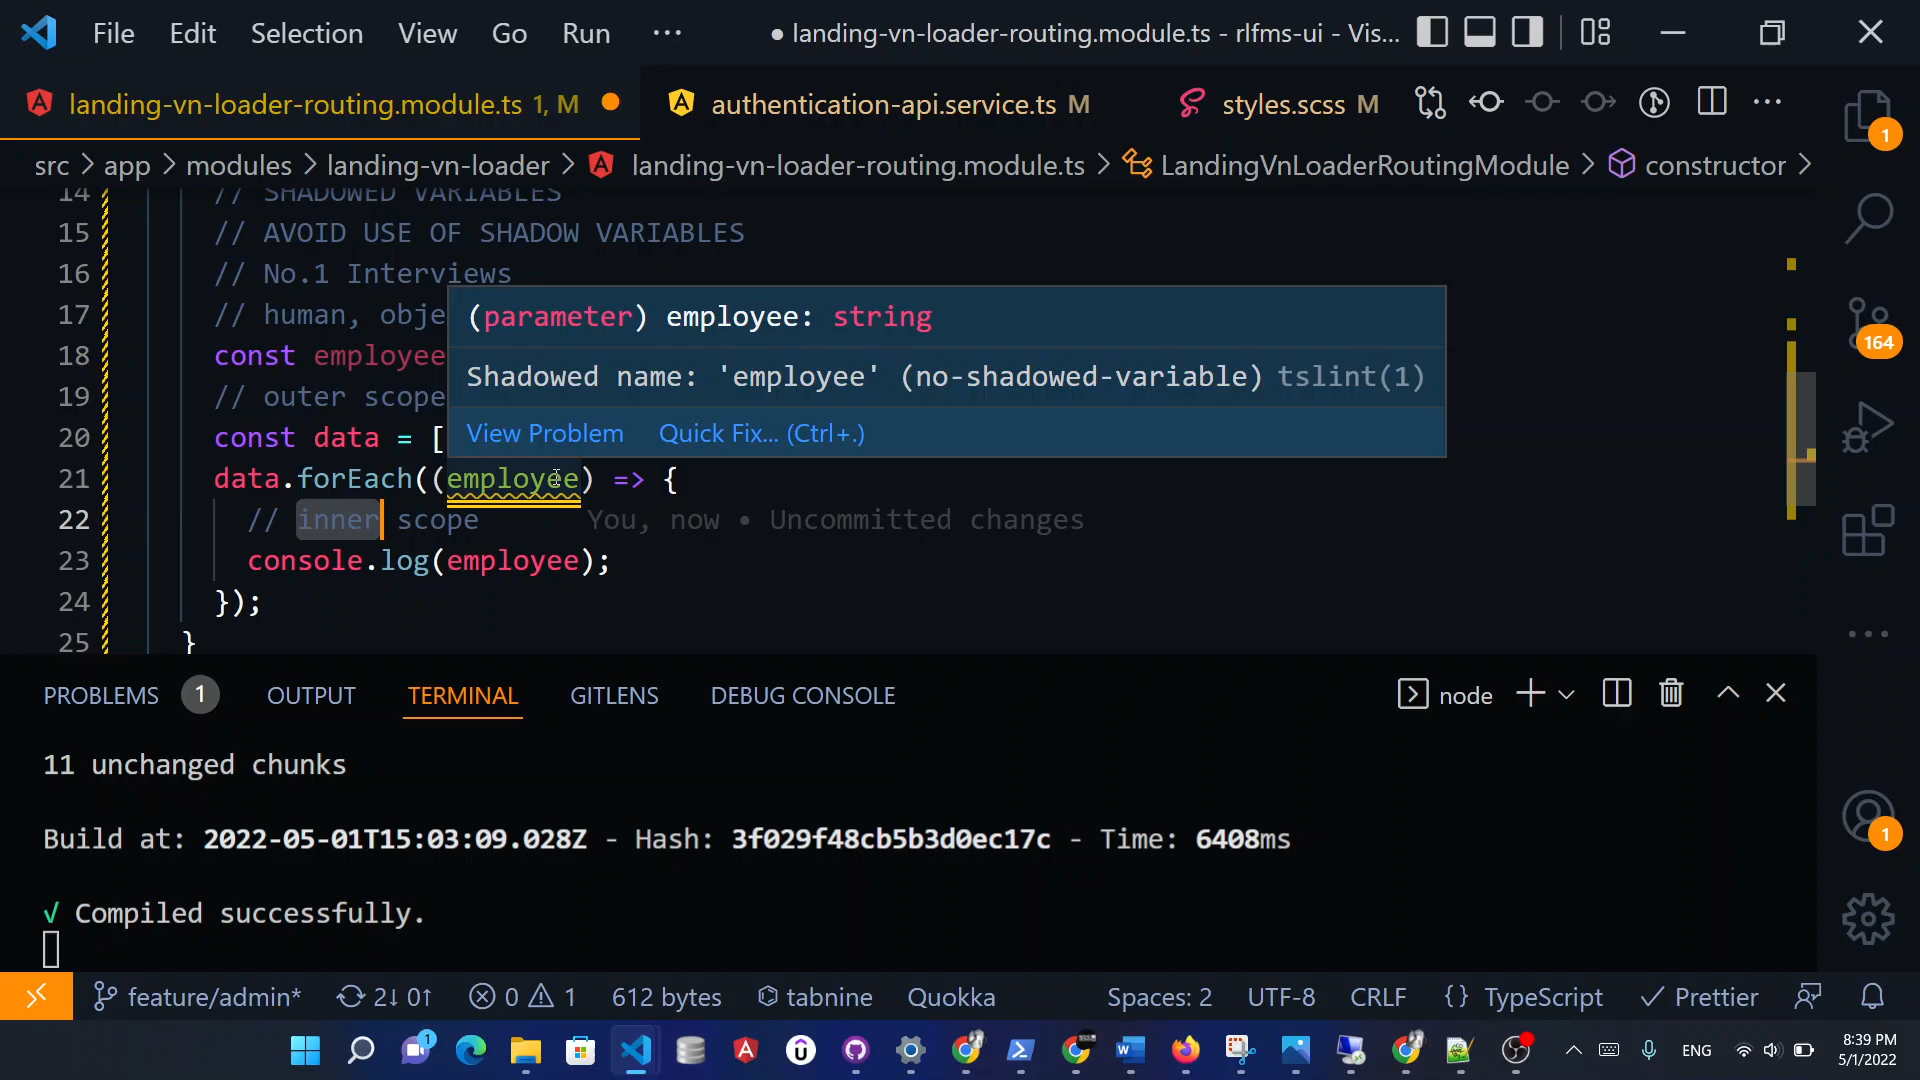 File Edit Selection View Go Run ··· ● landing-vn-loader-routing.module.ts - rlfms-ui - Vis...
landing-vn-loader-routing.module.ts 1, M authentication-api.service.ts M styles.scss M
src > app > modules > landing-vn-loader > landing-vn-loader-routing.module.ts > LandingVnLoaderRoutingModule > constructor >
14 // SHADOWED VARIABLES
15 // AVOID USE OF SHADOW VARIABLES
16 // No.1 Interviews
17 // human, obje
(parameter) employee: string
18 const employee
Shadowed name: 'employee' (no-shadowed-variable) tslint(1)
19 // outer scope
View Problem Quick Fix... (Ctrl+.)
20 const data = [
21 data.forEach((employee) => {
22 // inner scope You, now • Uncommitted changes
23 console.log(employee);
24 });
25 }
1
164
PROBLEMS 1 OUTPUT TERMINAL GITLENS DEBUG CONSOLE node
11 unchanged chunks
Build at: 2022-05-01T15:03:09.028Z - Hash: 3f029f48cb5b3d0ec17c - Time: 6408ms
√ Compiled successfully.
1
feature/admin* 2↓ 0↑ 0 1 612 bytes tabnine Quokka Spaces: 2 UTF-8 CRLF {} TypeScript Prettier
1 ENG 8:39 PM
5/1/2022